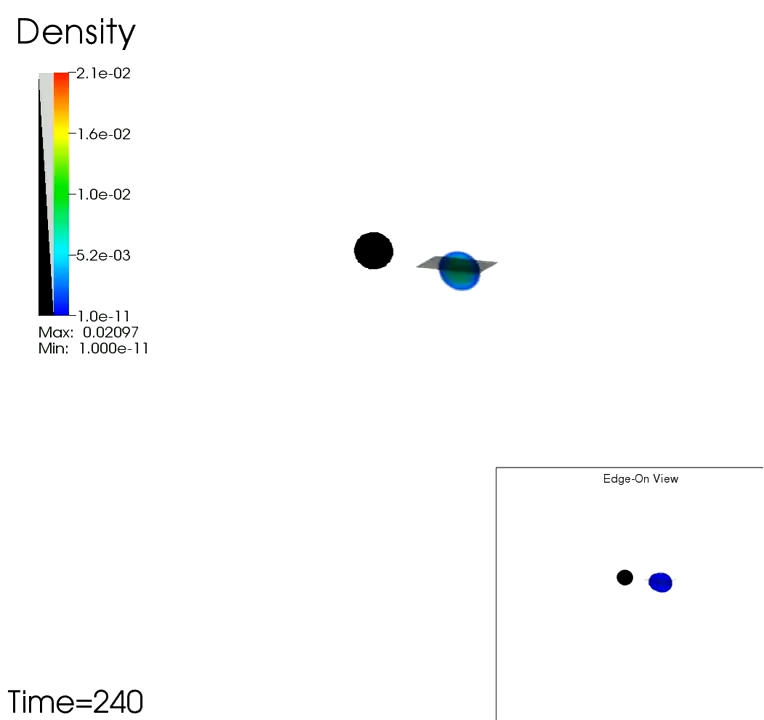 Density
2.1e-02
1.6e-02
1.0e-02
5.2e-03
1.0e-11
Max: 0.02097
Min: 1.000e-11
Edge-On View
Time=240